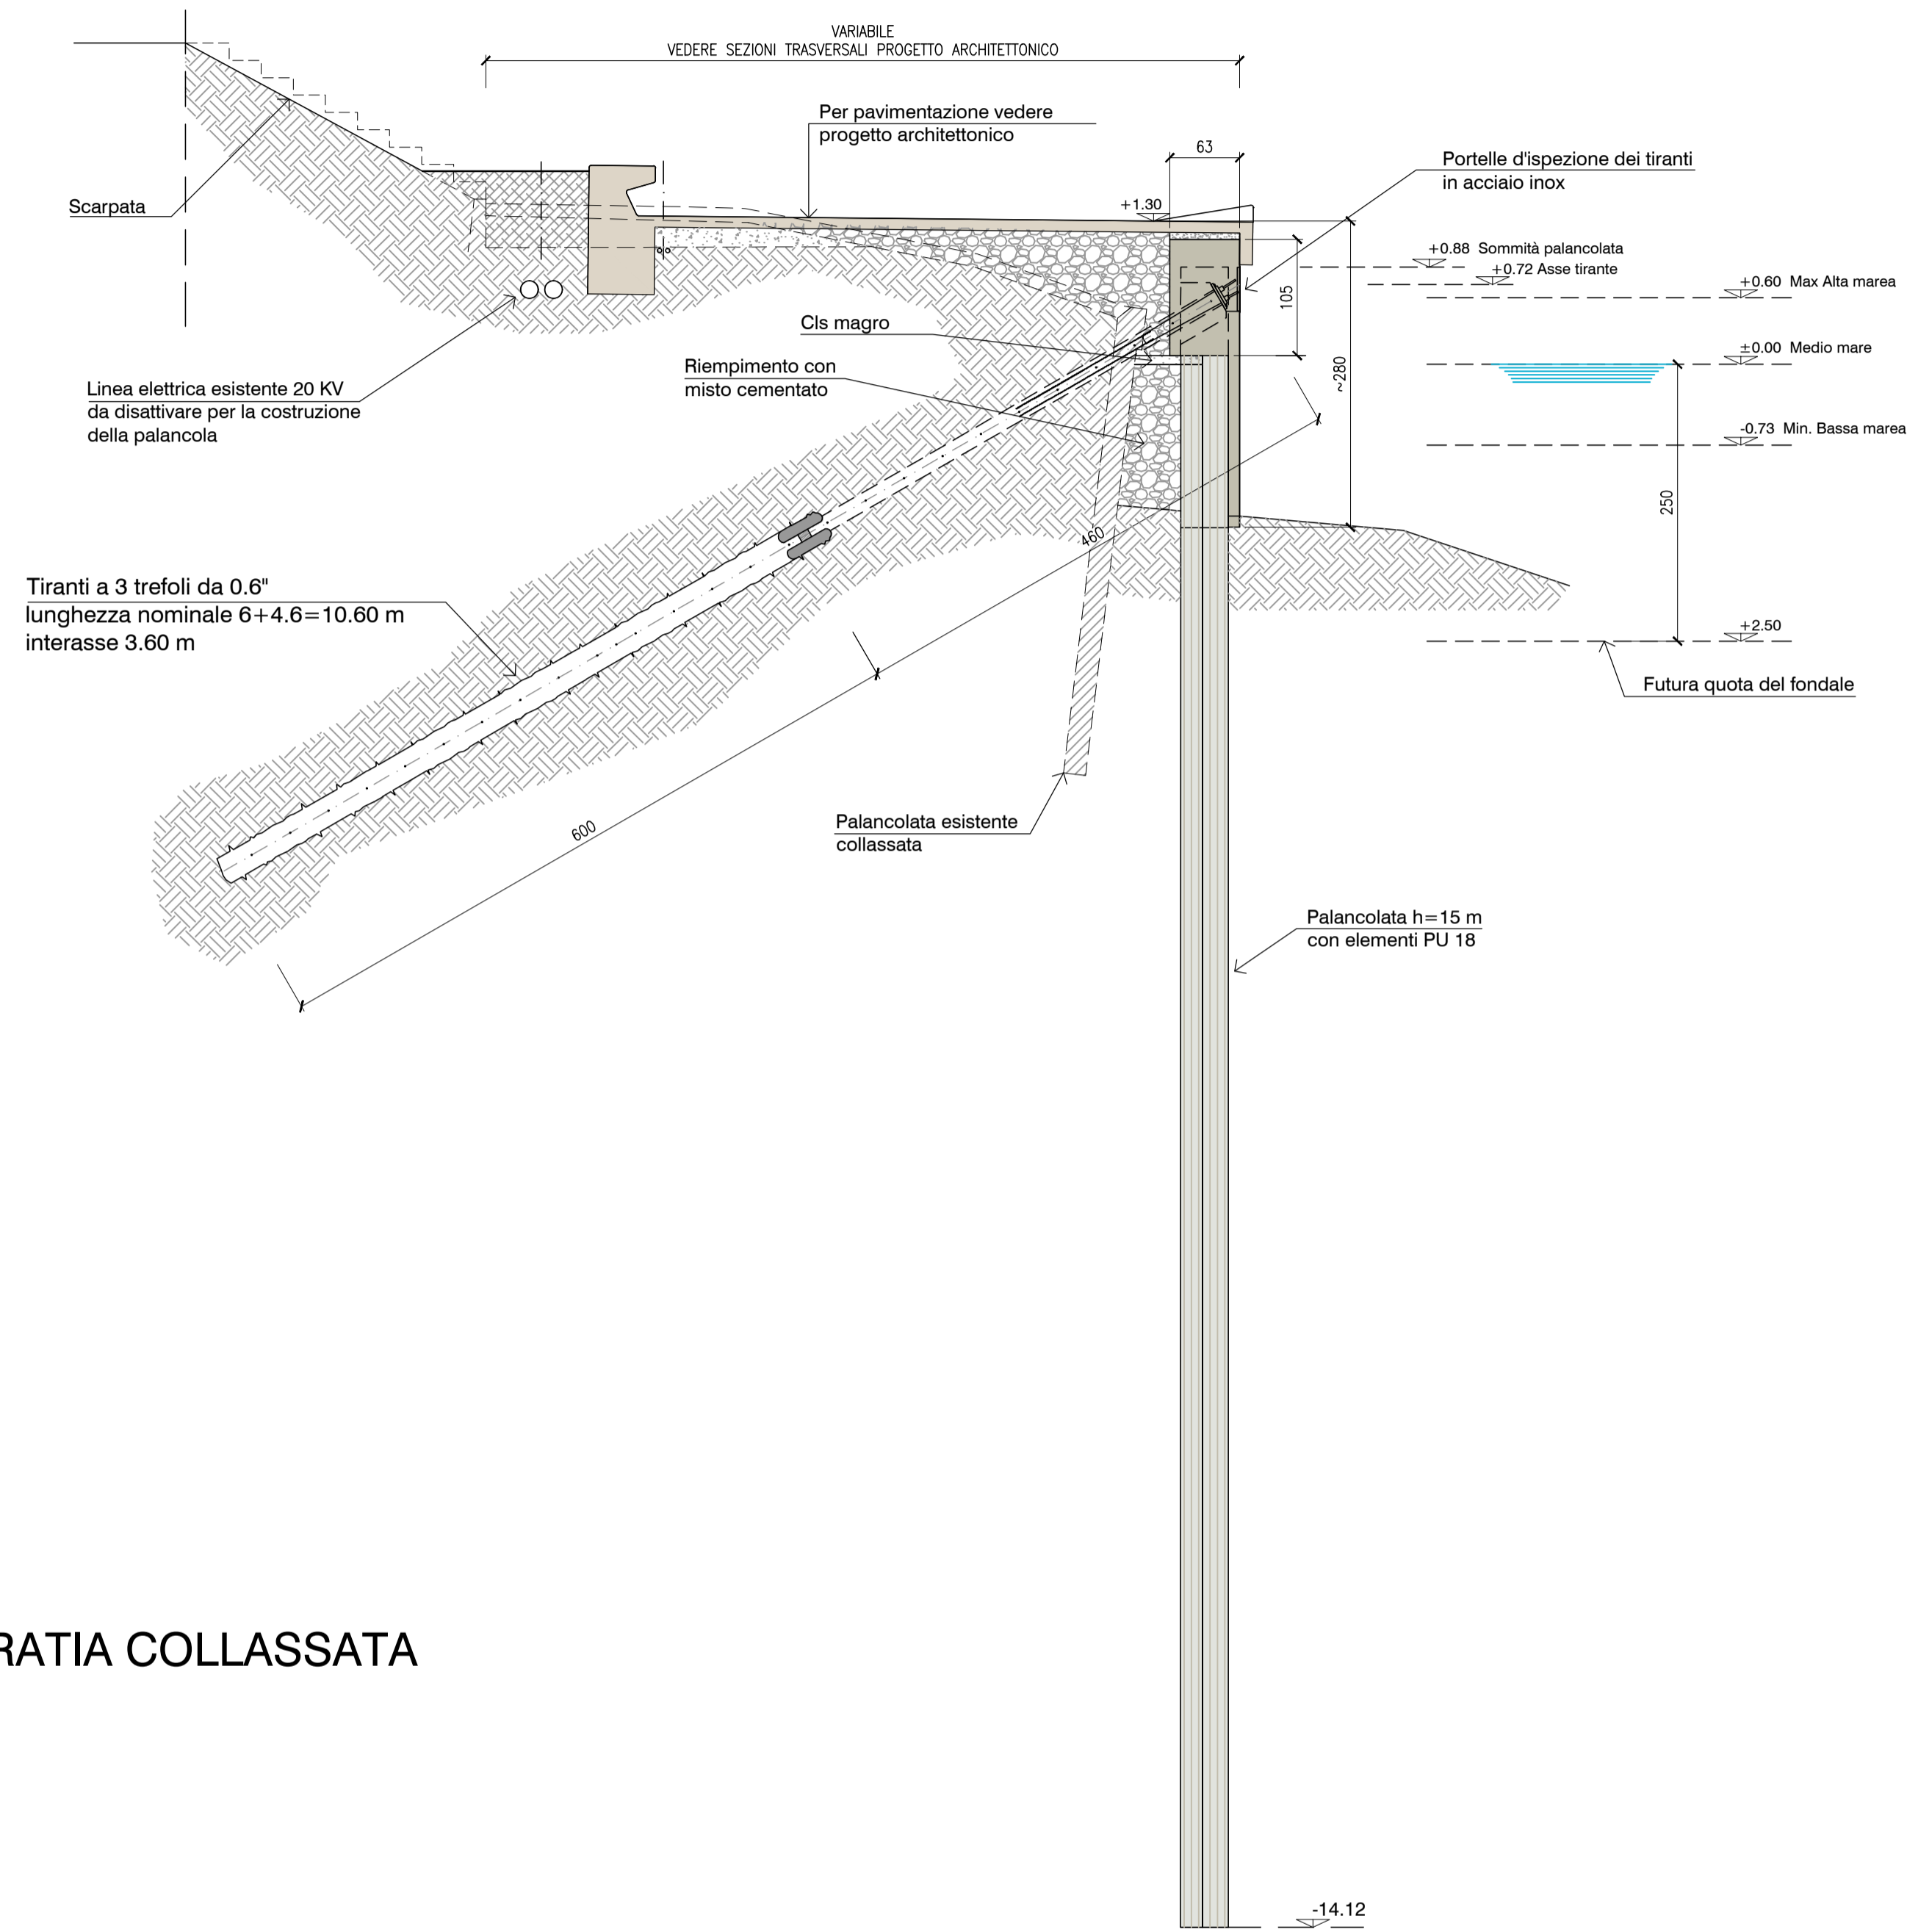 VARIABILE
VEDERE SEZIONI TRASVERSALI PROGETTO ARCHITETTONICO
Per pavimentazione vedere
progetto architettonico
63
Portelle d'ispezione dei tiranti
in acciaio inox
Scarpata
+1.30
+0.88 Sommità palancolata
+0.72 Asse tirante
+0.60 Max Alta marea
105
Cls magro
±0.00 Medio mare
~280
Riempimento con
misto cementato
Linea elettrica esistente 20 KV
da disattivare per la costruzione
della palancola
-0.73 Min. Bassa marea
250
460
Tiranti a 3 trefoli da 0.6"
lunghezza nominale 6+4.6=10.60 m
interasse 3.60 m
+2.50
Futura quota del fondale
600
Palancolata esistente
collassata
Palancolata h=15 m
con elementi PU 18
RATIA COLLASSATA
-14.12